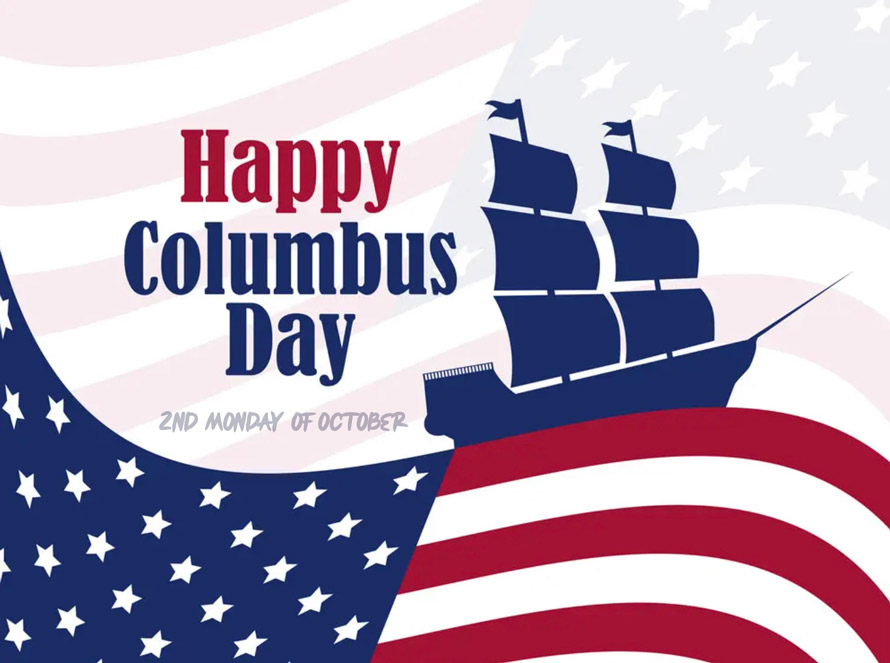 Happy
Columbus
Day
2ND MONDAY OF OCTOBER